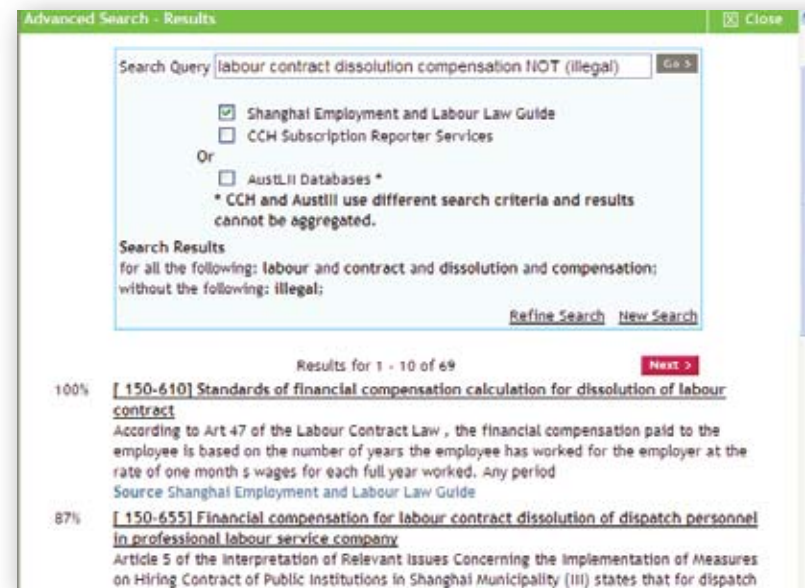 Advanced Search - Results
Close
Search Query labour contract dissolution compensation NOT (illegal) Go >
Shanghai Employment and Labour Law Guide
CCH Subscription Reporter Services
Or
AustLII Databases *
* CCH and AustlII use different search criteria and results
cannot be aggregated.
Search Results
for all the following: labour and contract and dissolution and compensation;
without the following: illegal;
Refine Search New Search
Results for 1 - 10 of 69 Next >
100% [ 150-610] Standards of financial compensation calculation for dissolution of labour
contract
According to Art 47 of the Labour Contract Law , the financial compensation paid to the
employee is based on the number of years the employee has worked for the employer at the
rate of one month s wages for each full year worked. Any period
Source Shanghai Employment and Labour Law Guide
87% [ 150-655] Financial compensation for labour contract dissolution of dispatch personnel
in professional labour service company
Article 5 of the Interpretation of Relevant Issues Concerning the Implementation of Measures
on Hiring Contract of Public Institutions in Shanghai Municipality (III) states that for dispatch